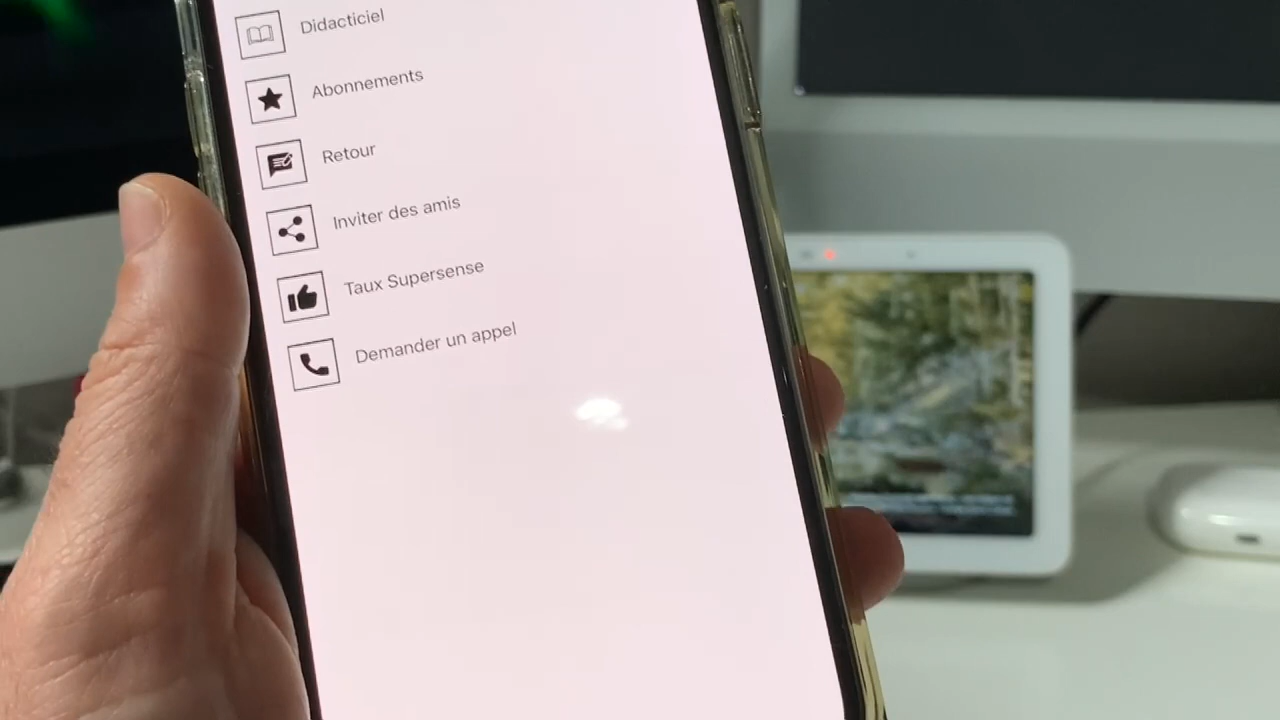 Didacticiel
Abonnements
Retour
Inviter des amis
Taux Supersense
Demander un appel